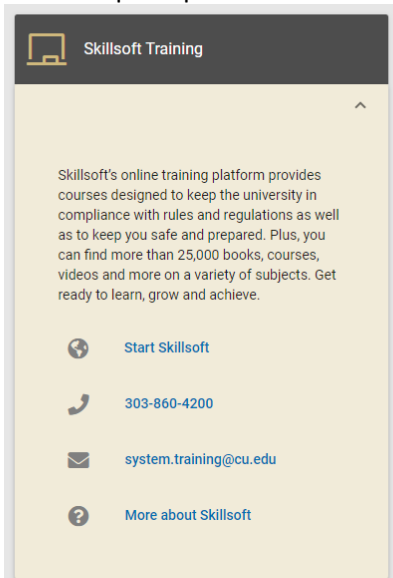 Skillsoft Training
Skillsoft's online training platform provides
courses designed to keep the university in
compliance with rules and regulations as well
as to keep you safe and prepared. Plus, you
can find more than 25,000 books, courses,
videos and more on a variety of subjects. Get
ready to learn, grow and achieve.
Start Skillsoft
303-860-4200
system.training@cu.edu
More about Skillsoft